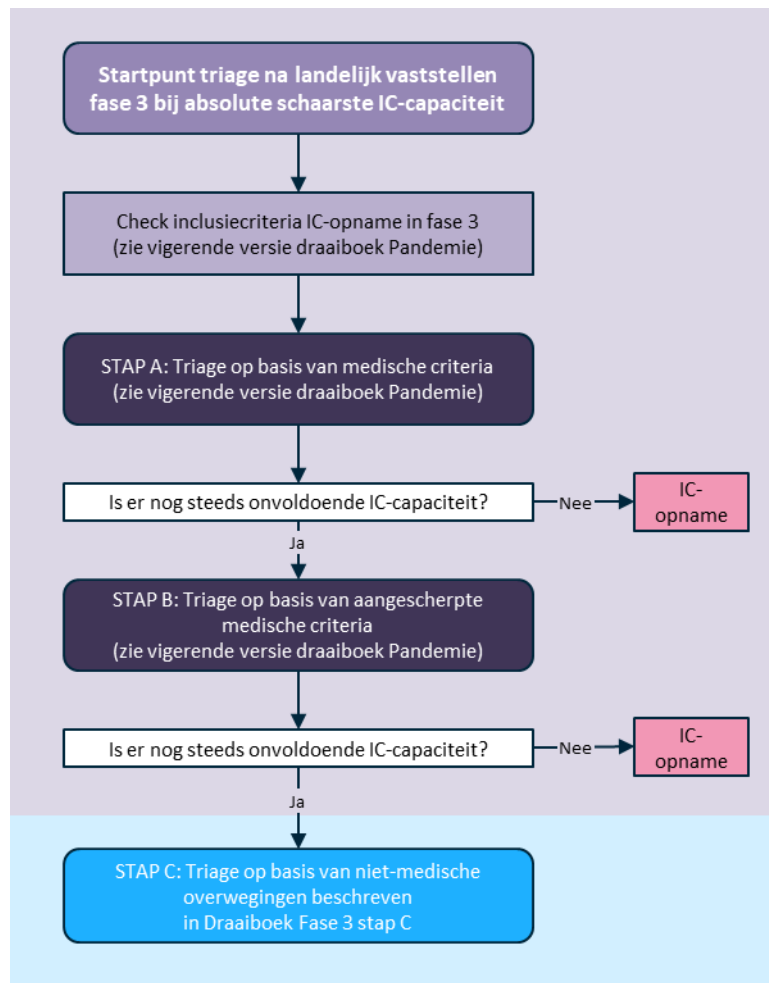 Startpunt triage na landelijk vaststellen
fase 3 bij absolute schaarste IC-capaciteit
Check inclusiecriteria IC-opname in fase 3
(zie vigerende versie draaiboek Pandemie)
STAP A: Triage op basis van medische criteria
(zie vigerende versie draaiboek Pandemie)
Is er nog steeds onvoldoende IC-capaciteit?
Nee
IC-
opname
Ja
STAP B: Triage op basis van aangescherpte
medische criteria
(zie vigerende versie draaiboek Pandemie)
Is er nog steeds onvoldoende IC-capaciteit?
Nee
IC-
opname
Ja
STAP C: Triage op basis van niet-medische
overwegingen beschreven
in Draaiboek Fase 3 stap C